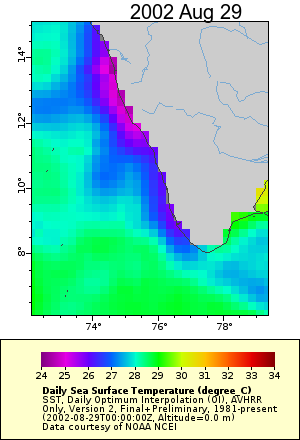 2002 Aug 29
14°
12°
10°
8°
74° 76° 78°
24 25 26 27 28 29 30 31 32 33 34
Daily Sea Surface Temperature (degree_C)
SST, Daily Optimum Interpolation (OI), AVHRR
Only, Version 2, Final+Preliminary, 1981-present
(2002-08-29T00:00:00Z, Altitude=0.0 m)
Data courtesy of NOAA NCEI